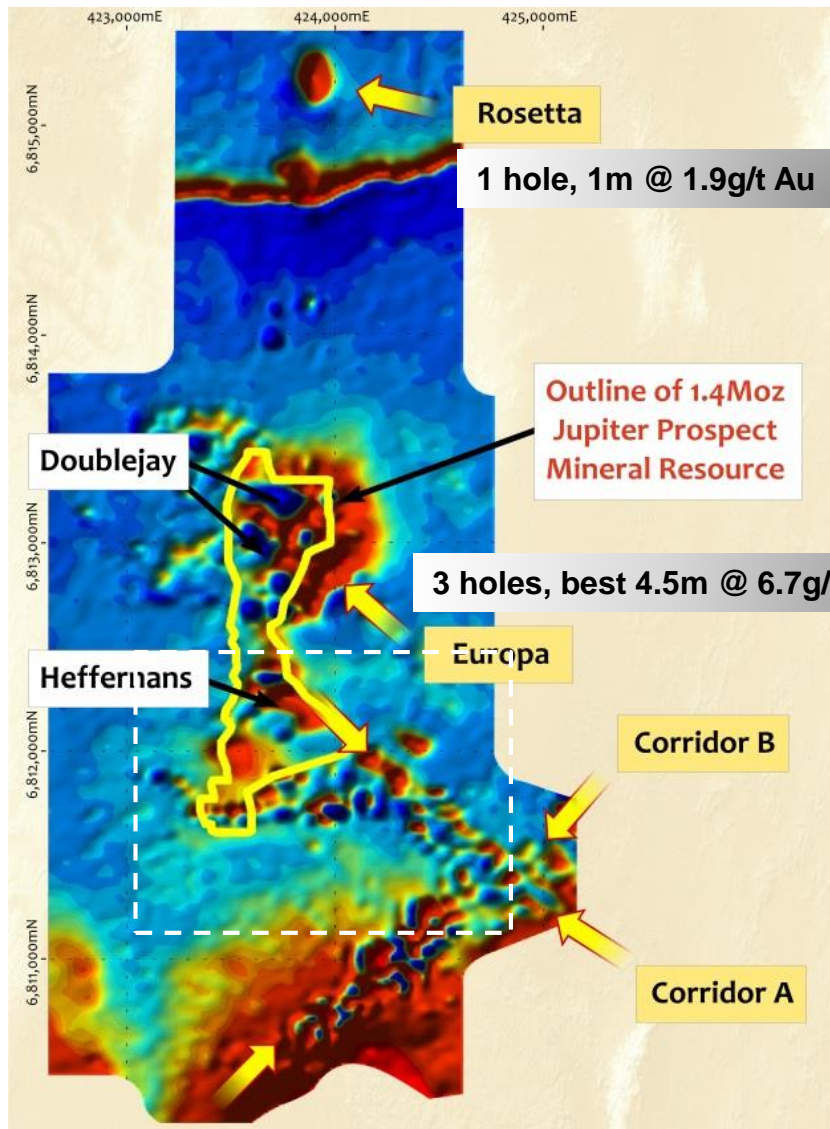 423,000mE
424,000mE
425,000mE
6,815,000mN
Rosetta
1 hole, 1m @ 1.9g/t Au
6,814,000mN
Outline of 1.4Moz
Jupiter Prospect
Mineral Resource
Doublejay
6,813,000mN
3 holes, best 4.5m @ 6.7g/
Europa
Heffernans
6,812,000mN
Corridor B
6,811,000mN
Corridor A